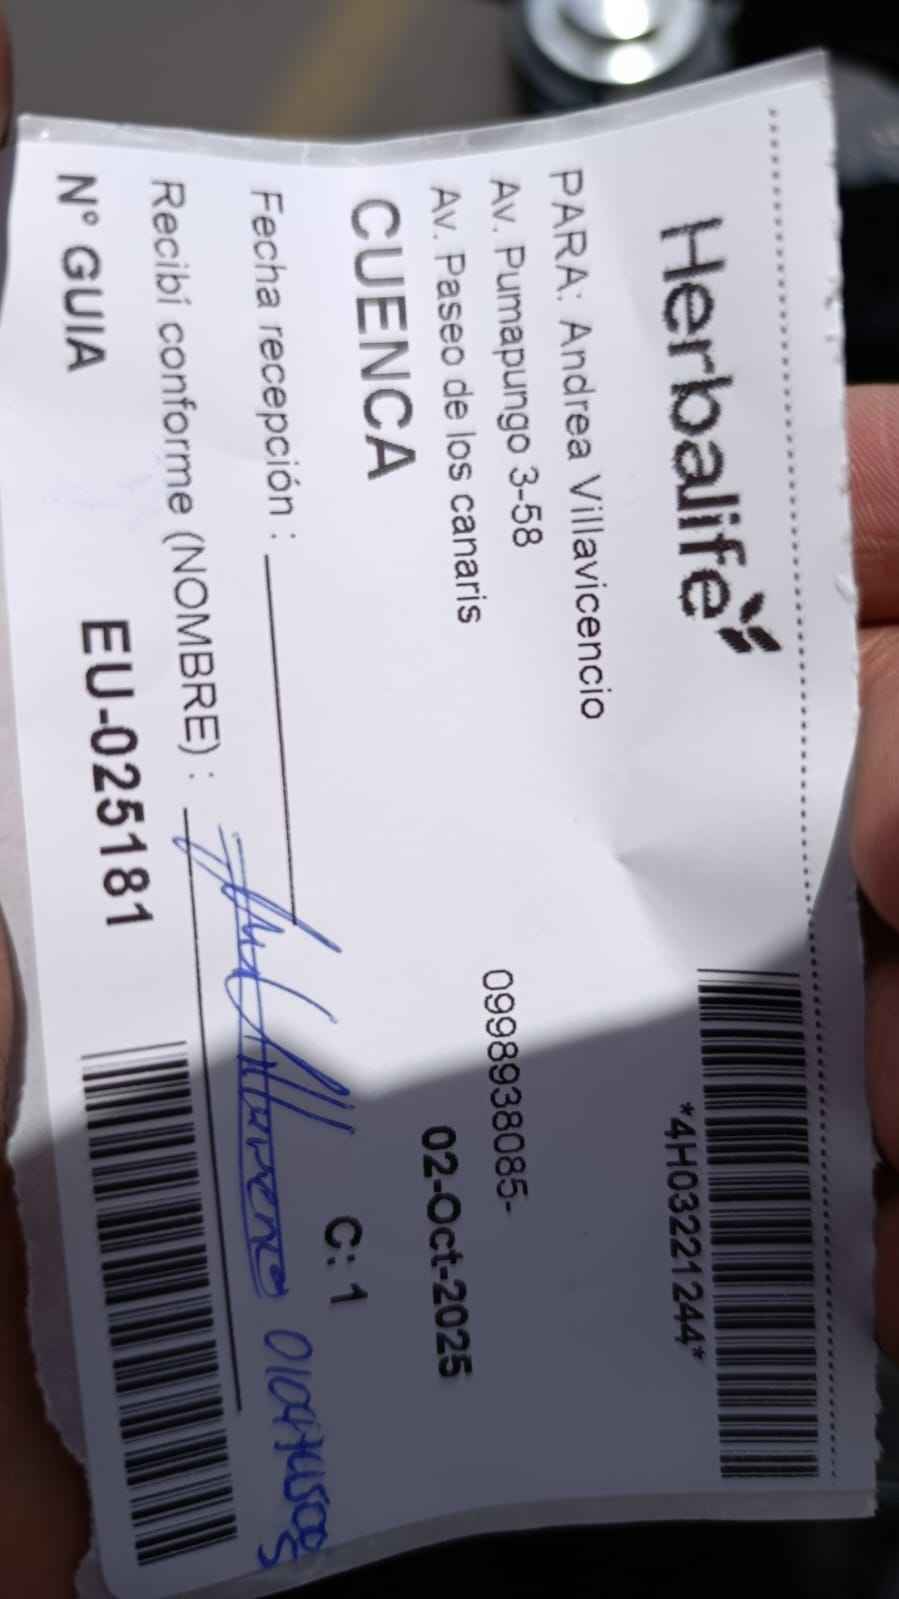 Herbalife
*4H03221244*
PARA: Andrea Villavicencio
Av. Pumapungo 3-58
0998938085-
Av. Paseo de los canaris
02-Oct-2025
CUENCA
C: 1
Fecha recepción :
Recibí conforme (NOMBRE) :
N° GUIA
EU-025181